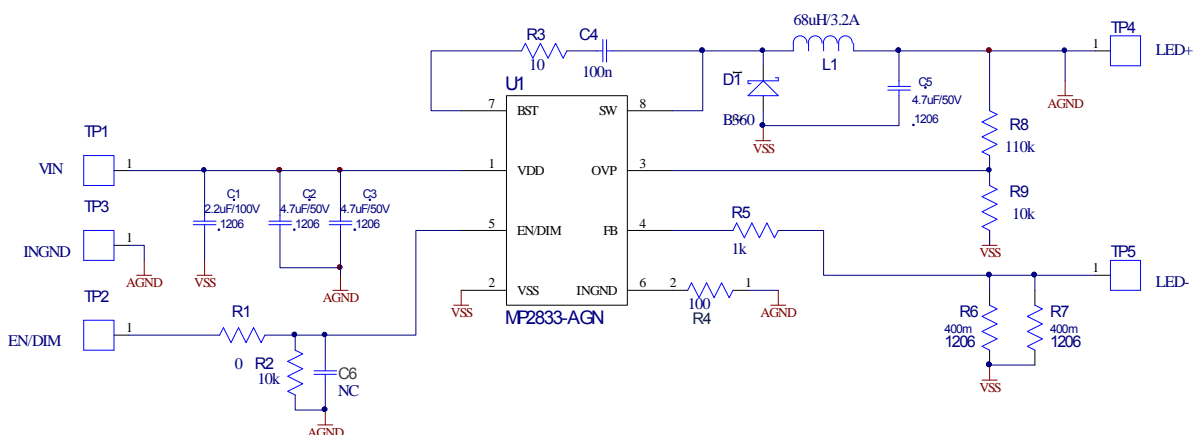 68uH/3.2A
R3
C4
TP4
1
LED+
10
100n
L1
U1
D1
C5
4.7uF/50V
.1206
AGND
7
BST
SW
8
B560
VSS
R8
110k
TP1
VIN
1
1
VDD
OVP
3
C1
2.2uF/100V
.1206
C2
4.7uF/50V
.1206
C3
4.7uF/50V
.1206
R9
10k
TP3
R5
5
EN/DIM
FB
4
1k
INGND
1
AGND
VSS
AGND
VSS
TP5
1
LED-
TP2
2
VSS
INGND
6
2
100
1
VSS
AGND
R4
MP2833-AGN
R6
400m
1206
R7
400m
1206
EN/DIM
1
R1
0
R2
10k
C6
NC
VSS
AGND